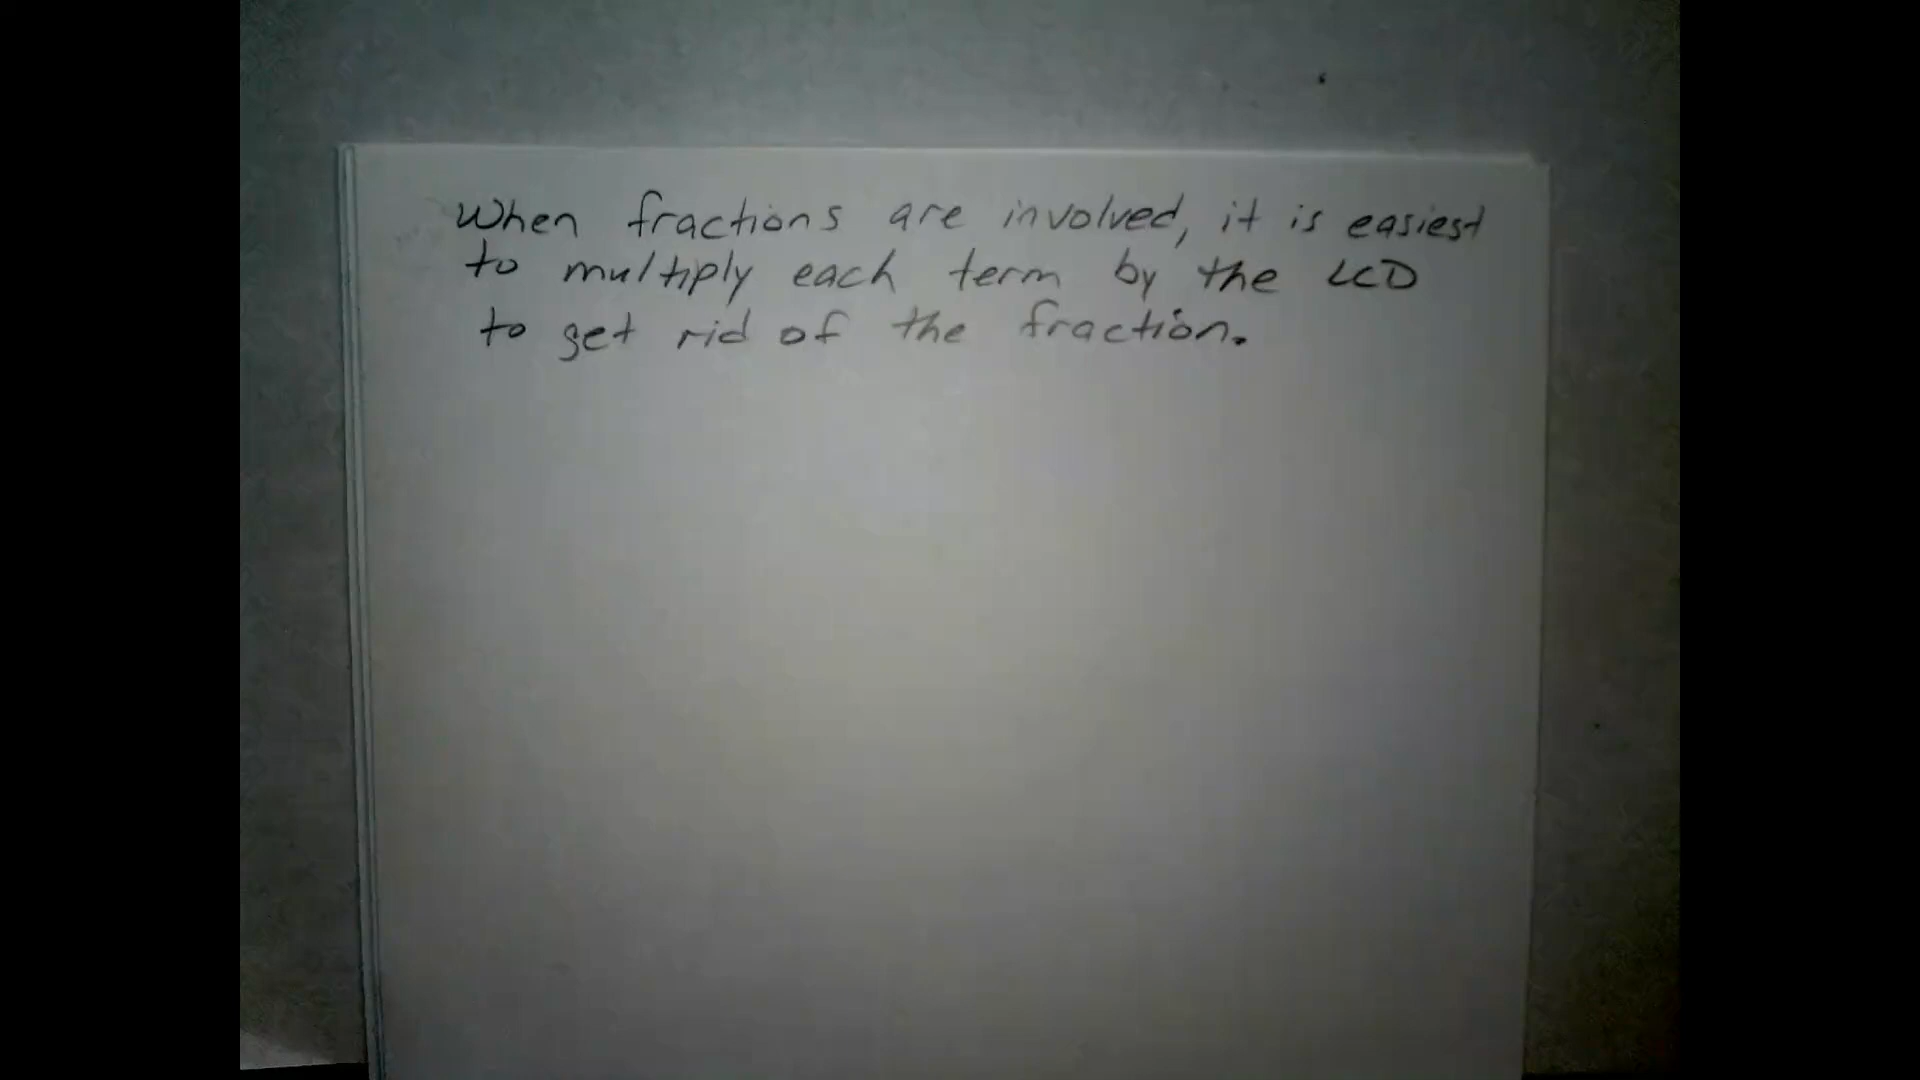 When fractions are involved, it is easiest
to multiply each term by the LCD
to get rid of the fraction.